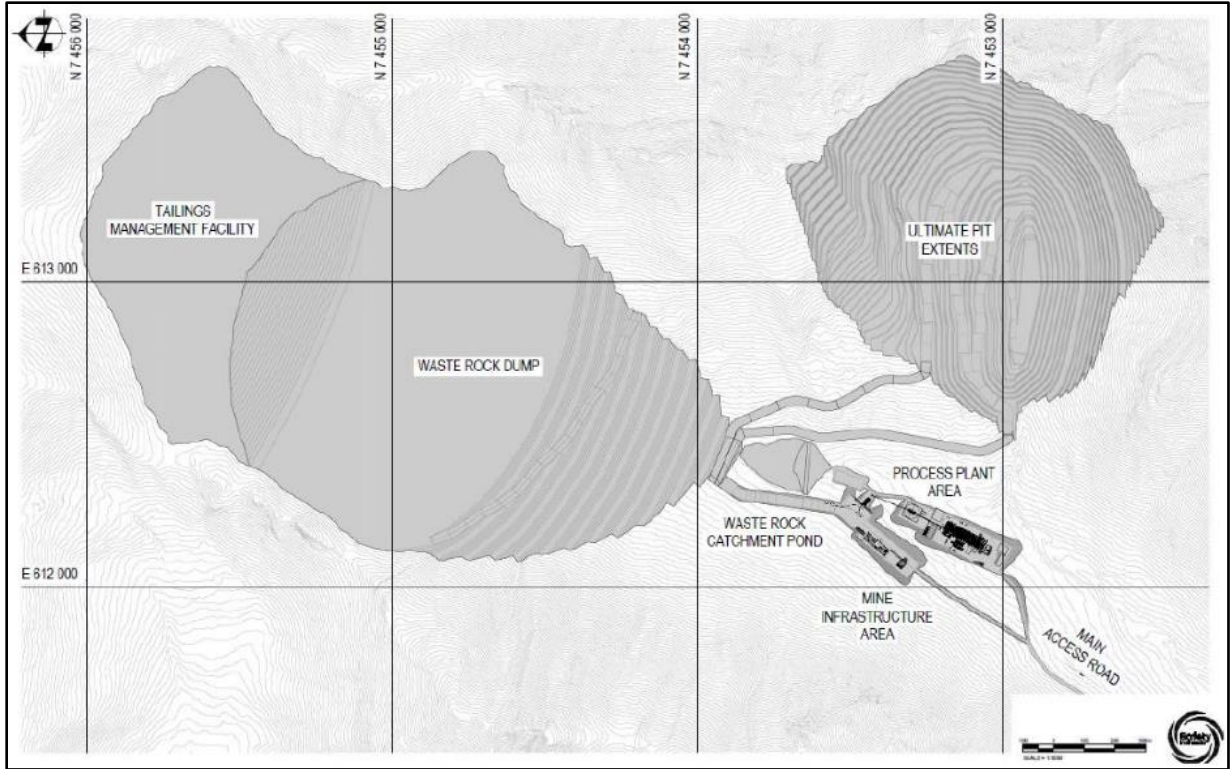 N 7 456 000
N 7 455 000
N 7 454 000
N 7 453 000
TAILINGS
MANAGEMENT FACILITY
ULTIMATE PIT
EXTENTS
E 613 000
WASTE ROCK DUMP
PROCESS PLANT
AREA
WASTE ROCK
CATCHMENT POND
E 612 000
MINE
INFRASTRUCTURE
AREA
MAIN
ACCESS ROAD